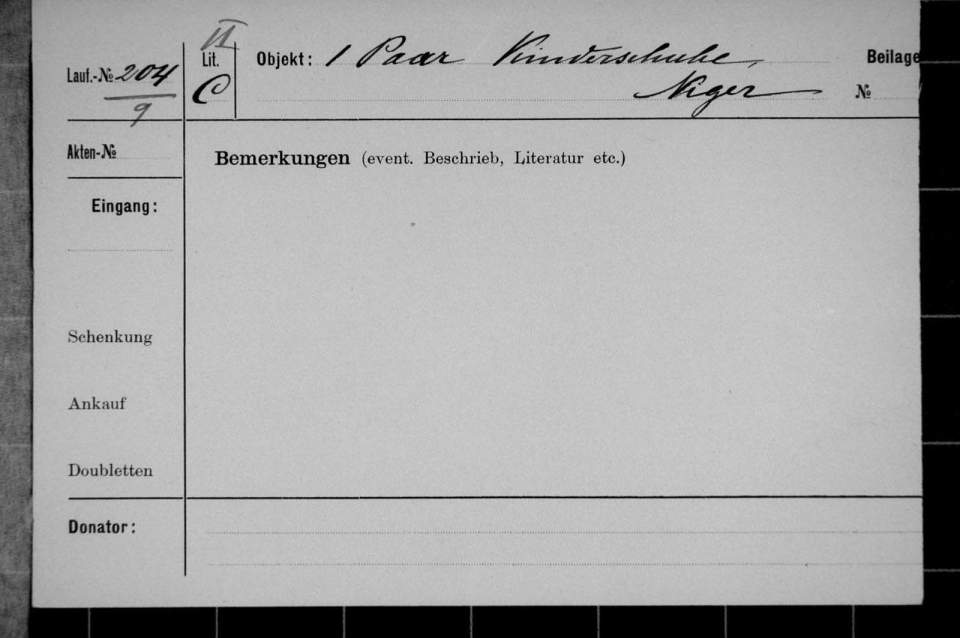 VI
Lauf.-№ 204
9
Lit.
C
Objekt: 1 Paar Kinderschuhe,
Niger
Beilage
№
Akten-№
Bemerkungen (event. Beschrieb, Literatur etc.)
Eingang:
Schenkung
Ankauf
Doubletten
Donator: